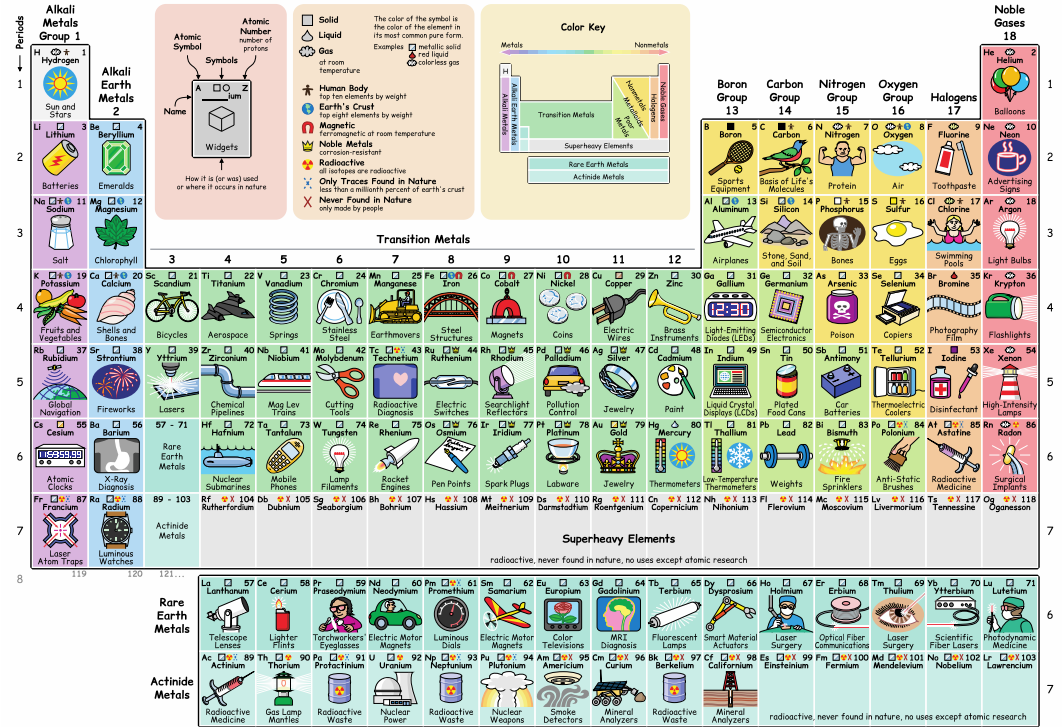 Alkali
Metals
Group 1
Periods
Atomic
Symbol
Atomic
Number
number of
protons
Symbols
A Z
ium
Name
Widgets
How it is (or was) used
or where it occurs in nature
Solid
Liquid
Gas
at room
temperature
The color of the symbol is
the color of the element in
its most common pure form.
Examples
metallic solid
red liquid
colorless gas
Human Body
top ten elements by weight
Earth's Crust
top eight elements by weight
Magnetic
ferromagnetic at room temperature
Noble Metals
corrosion-resistant
Radioactive
all isotopes are radioactive
Only Traces Found in Nature
less than a millionth percent of earth's crust
Never Found in Nature
only made by people
Color Key
Metals
Nonmetals
H
Alkali Metals
Alkali Earth Metals
Transition Metals
Poor Metals
Metalloids
Nonmetals
Halogens
Noble Gases
Superheavy Elements
Rare Earth Metals
Actinide Metals
Noble
Gases
18
1
H 1
Hydrogen
Sun and
Stars
Alkali
Earth
Metals
2
Boron
Group
13
Carbon
Group
14
Nitrogen
Group
15
Oxygen
Group
16
Halogens
17
He 2
Helium
Balloons
1
2
Li 3
Lithium
Batteries
Be 4
Beryllium
Emeralds
B 5
Boron
Sports
Equipment
C 6
Carbon
Basis of Life's
Molecules
N 7
Nitrogen
Protein
O 8
Oxygen
Air
F 9
Fluorine
Toothpaste
Ne 10
Neon
Advertising
Signs
2
3
Na 11
Sodium
Salt
Mg 12
Magnesium
Chlorophyll
Transition Metals
3 4 5 6 7 8 9 10 11 12
Al 13
Aluminum
Airplanes
Si 14
Silicon
Stone, Sand,
and Soil
P 15
Phosphorus
Bones
S 16
Sulfur
Eggs
Cl 17
Chlorine
Swimming
Pools
Ar 18
Argon
Light Bulbs
3
4
K 19
Potassium
Fruits and
Vegetables
Ca 20
Calcium
Shells and
Bones
Sc 21
Scandium
Bicycles
Ti 22
Titanium
Aerospace
V 23
Vanadium
Springs
Cr 24
Chromium
Stainless
Steel
Mn 25
Manganese
Earthmovers
Fe 26
Iron
Steel
Structures
Co 27
Cobalt
Magnets
Ni 28
Nickel
Coins
Cu 29
Copper
Electric
Wires
Zn 30
Zinc
Brass
Instruments
Ga 31
Gallium
Light-Emitting
Diodes (LEDs)
Ge 32
Germanium
Semiconductor
Electronics
As 33
Arsenic
Poison
Se 34
Selenium
Copiers
Br 35
Bromine
Photography
Film
Kr 36
Krypton
Flashlights
4
5
Rb 37
Rubidium
Global
Navigation
Sr 38
Strontium
Fireworks
Y 39
Yttrium
Lasers
Zr 40
Zirconium
Chemical
Pipelines
Nb 41
Niobium
Mag Lev
Trains
Mo 42
Molybdenum
Cutting
Tools
Tc 43
Technetium
Radioactive
Diagnosis
Ru 44
Ruthenium
Electric
Switches
Rh 45
Rhodium
Searchlight
Reflectors
Pd 46
Palladium
Pollution
Control
Ag 47
Silver
Jewelry
Cd 48
Cadmium
Paint
In 49
Indium
Liquid Crystal
Displays (LCDs)
Sn 50
Tin
Plated
Food Cans
Sb 51
Antimony
Car
Batteries
Te 52
Tellurium
Thermoelectric
Coolers
I 53
Iodine
Disinfectant
Xe 54
Xenon
High-Intensity
Lamps
5
6
Cs 55
Cesium
Atomic
Clocks
Ba 56
Barium
X-Ray
Diagnosis
57 - 71
Rare
Earth
Metals
Hf 72
Hafnium
Nuclear
Submarines
Ta 73
Tantalum
Mobile
Phones
W 74
Tungsten
Lamp
Filaments
Re 75
Rhenium
Rocket
Engines
Os 76
Osmium
Pen Points
Ir 77
Iridium
Spark Plugs
Pt 78
Platinum
Labware
Au 79
Gold
Jewelry
Hg 80
Mercury
Thermometers
Tl 81
Thallium
Low-Temperature
Thermometers
Pb 82
Lead
Weights
Bi 83
Bismuth
Fire
Sprinklers
Po 84
Polonium
Anti-Static
Brushes
At 85
Astatine
Radioactive
Medicine
Rn 86
Radon
Surgical
Implants
6
7
Fr 87
Francium
Laser
Atom Traps
Ra 88
Radium
Luminous
Watches
89 - 103
Actinide
Metals
Rf 104
Rutherfordium
Db 105
Dubnium
Sg 106
Seaborgium
Bh 107
Bohrium
Hs 108
Hassium
Mt 109
Meitnerium
Ds 110
Darmstadtium
Rg 111
Roentgenium
Cn 112
Copernicium
Nh 113
Nihonium
Fl 114
Flerovium
Mc 115
Moscovium
Lv 116
Livermorium
Ts 117
Tennessine
Og 118
Oganesson
7
Superheavy Elements
radioactive, never found in nature, no uses except atomic research
8
119 120 121...
Rare
Earth
Metals
La 57
Lanthanum
Telescope
Lenses
Ce 58
Cerium
Lighter
Flints
Pr 59
Praseodymium
Torchworkers'
Eyeglasses
Nd 60
Neodymium
Electric Motor
Magnets
Pm 61
Promethium
Luminous
Dials
Sm 62
Samarium
Electric Motor
Magnets
Eu 63
Europium
Color
Televisions
Gd 64
Gadolinium
MRI
Diagnosis
Tb 65
Terbium
Fluorescent
Lamps
Dy 66
Dysprosium
Smart Material
Actuators
Ho 67
Holmium
Laser
Surgery
Er 68
Erbium
Optical Fiber
Communications
Tm 69
Thulium
Laser
Surgery
Yb 70
Ytterbium
Scientific
Fiber Lasers
Lu 71
Lutetium
Photodynamic
Medicine
6
Actinide
Metals
Ac 89
Actinium
Radioactive
Medicine
Th 90
Thorium
Gas Lamp
Mantles
Pa 91
Protactinium
Radioactive
Waste
U 92
Uranium
Nuclear
Power
Np 93
Neptunium
Radioactive
Waste
Pu 94
Plutonium
Nuclear
Weapons
Am 95
Americium
Smoke
Detectors
Cm 96
Curium
Mineral
Analyzers
Bk 97
Berkelium
Radioactive
Waste
Cf 98
Californium
Mineral
Analyzers
Es 99
Einsteinium
Fm 100
Fermium
Md 101
Mendelevium
No 102
Nobelium
Lr 103
Lawrencium
radioactive, never found in nature, no uses except atomic research
7